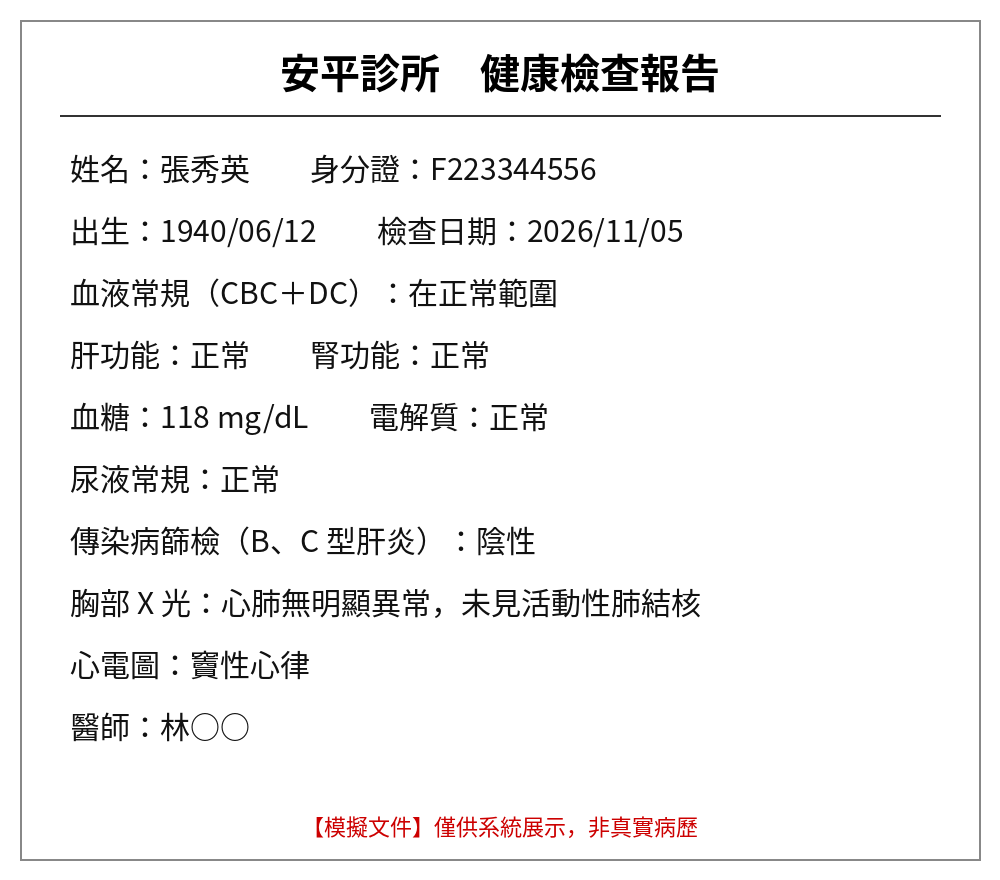 安平診所　健康檢查報告
姓名：張秀英　　身分證：F223344556
出生：1940/06/12　　檢查日期：2026/11/05
血液常規（CBC＋DC）：在正常範圍
肝功能：正常　　腎功能：正常
血糖：118 mg/dL　　電解質：正常
尿液常規：正常
傳染病篩檢（B、C 型肝炎）：陰性
胸部 X 光：心肺無明顯異常，未見活動性肺結核
心電圖：竇性心律
醫師：林○○
【模擬文件】僅供系統展示，非真實病歷